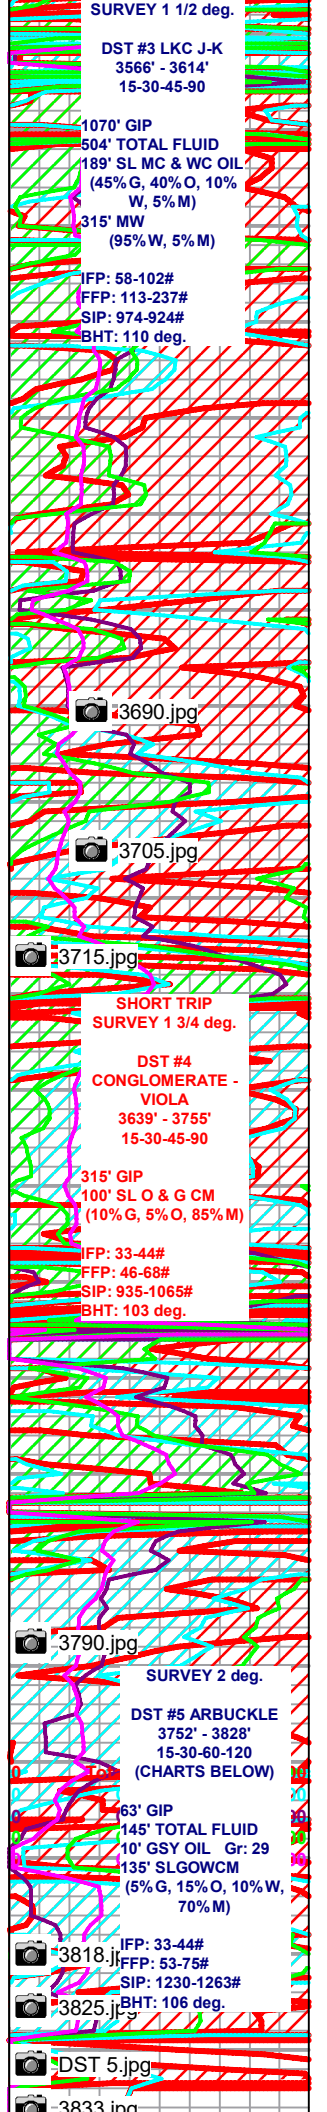 SURVEY 1 1/2 deg.
DST #3 LKC J-K
3566' - 3614'
15-30-45-90
1070' GIP
504' TOTAL FLUID
189' SL MC & WC OIL
(45%G, 40%O, 10%
W, 5%M)
315' MW
(95%W, 5%M)
IFP: 58-102#
FFP: 113-237#
SIP: 974-924#
BHT: 110 deg.
3690.jpg
3705.jpg
3715.jpg
SHORT TRIP
SURVEY 1 3/4 deg.
DST #4
CONGLOMERATE -
VIOLA
3639' - 3755'
15-30-45-90
315' GIP
100' SL O & G CM
(10%G, 5%O, 85%M)
IFP: 33-44#
FFP: 46-68#
SIP: 935-1065#
BHT: 103 deg.
3790.jpg
SURVEY 2 deg.
DST #5 ARBUCKLE
3752' - 3828'
15-30-60-120
(CHARTS BELOW)
63' GIP
145' TOTAL FLUID
10' GSY OIL Gr: 29
135' SLGOWCM
(5%G, 15%O, 10%W,
70%M)
IFP: 33-44#
FFP: 53-75#
SIP: 1230-1263#
BHT: 106 deg.
3818.j
3825.
DST 5.jpg
3833.jpg